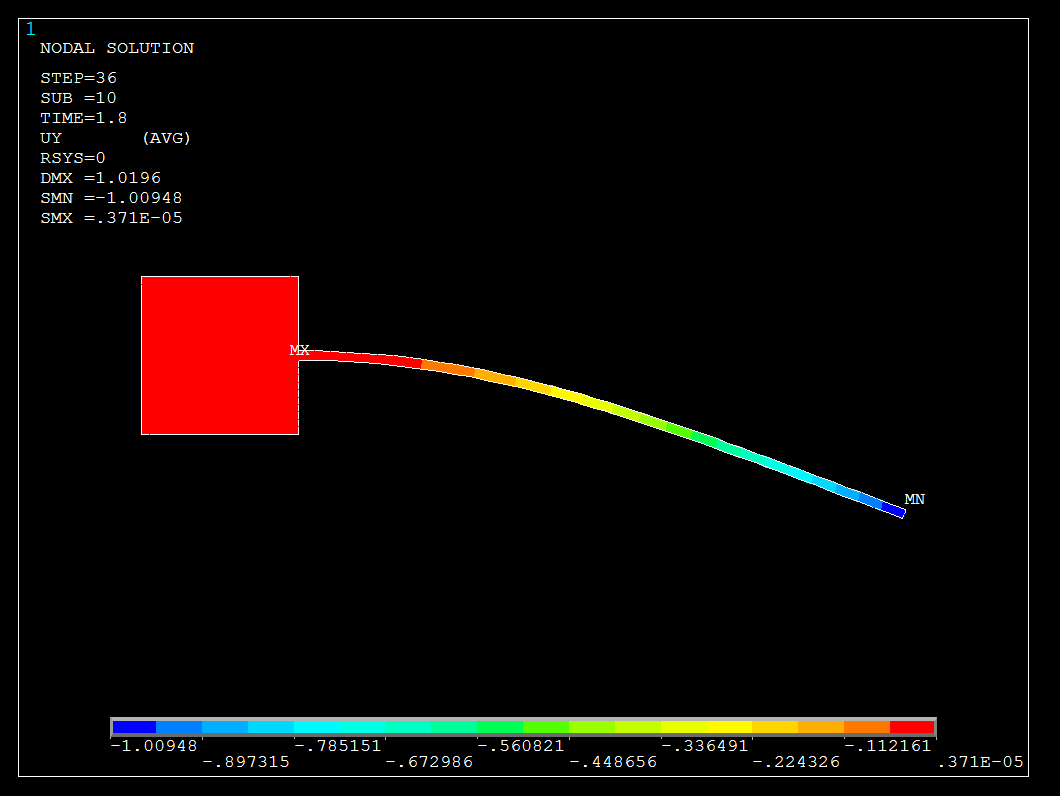 1
NODAL SOLUTION
STEP=36
SUB =10
TIME=1.8
UY (AVG)
RSYS=0
DMX =1.0196
SMN =-1.00948
SMX =.371E-05
MX
MN
-1.00948 -.785151 -.560821 -.336491 -.112161
-.897315 -.672986 -.448656 -.224326 .371E-05